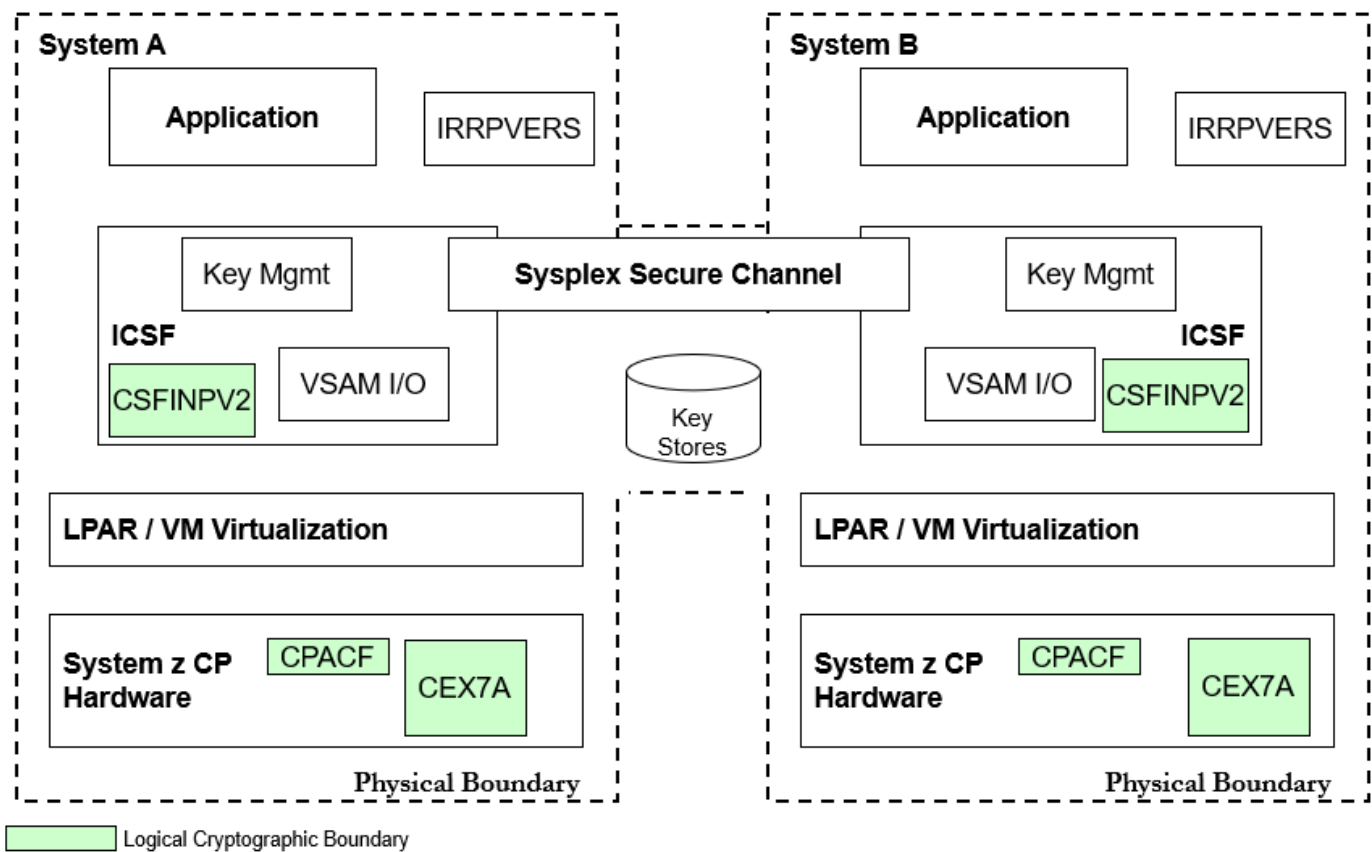 System A
Application
IRRPVERS
Key Mgmt
ICSF
CSFINPV2
VSAM I/O
LPAR / VM Virtualization
System z CP
Hardware
CPACF
CEX7A
Physical Boundary
Sysplex Secure Channel
Key
Stores
System B
Application
IRRPVERS
Key Mgmt
ICSF
VSAM I/O
CSFINPV2
LPAR / VM Virtualization
System z CP
Hardware
CPACF
CEX7A
Physical Boundary
Logical Cryptographic Boundary